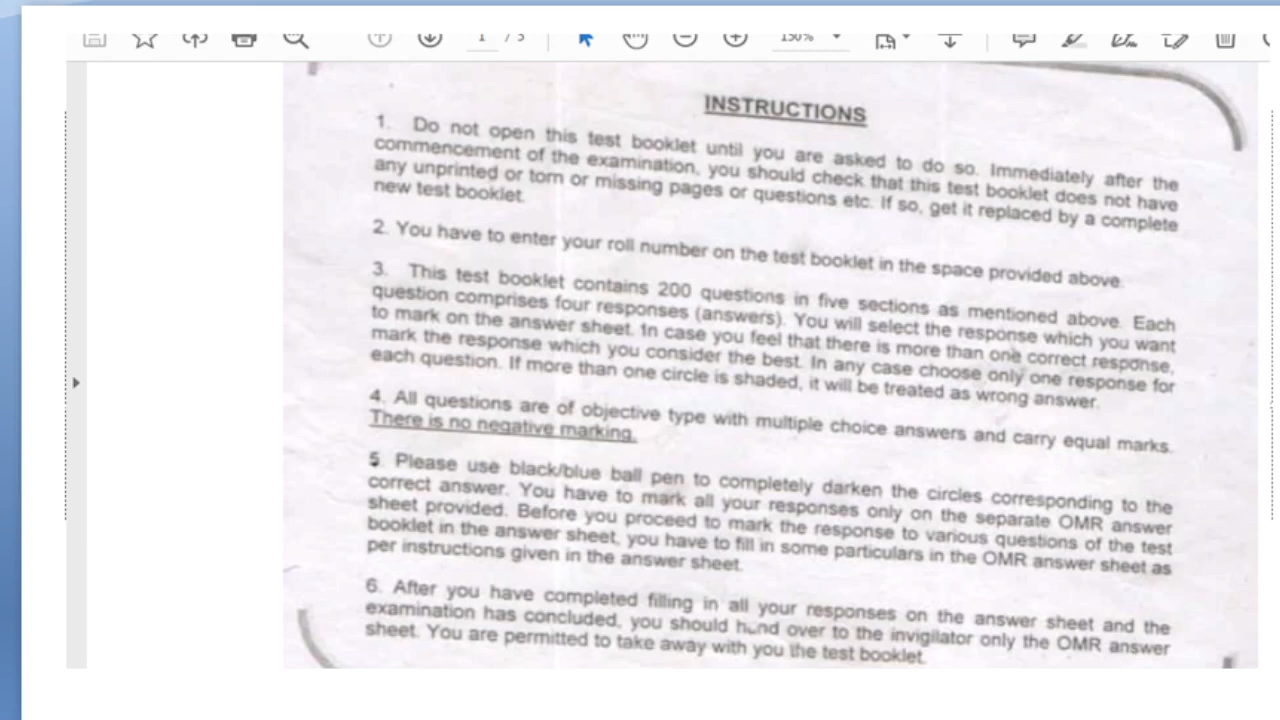 1 / 5
150%
INSTRUCTIONS
1. Do not open this test booklet until you are asked to do so. Immediately after the
commencement of the examination, you should check that this test booklet does not have
any unprinted or torn or missing pages or questions etc. If so, get it replaced by a complete
new test booklet.
2. You have to enter your roll number on the test booklet in the space provided above.
3. This test booklet contains 200 questions in five sections as mentioned above. Each
question comprises four responses (answers). You will select the response which you want
to mark on the answer sheet. In case you feel that there is more than one correct response,
mark the response which you consider the best. In any case choose only one response for
each question. If more than one circle is shaded, it will be treated as wrong answer.
4. All questions are of objective type with multiple choice answers and carry equal marks.
There is no negative marking.
5. Please use black/blue ball pen to completely darken the circles corresponding to the
correct answer. You have to mark all your responses only on the separate OMR answer
sheet provided. Before you proceed to mark the response to various questions of the test
booklet in the answer sheet, you have to fill in some particulars in the OMR answer sheet as
per instructions given in the answer sheet.
6. After you have completed filling in all your responses on the answer sheet and the
examination has concluded, you should hand over to the invigilator only the OMR answer
sheet. You are permitted to take away with you the test booklet.